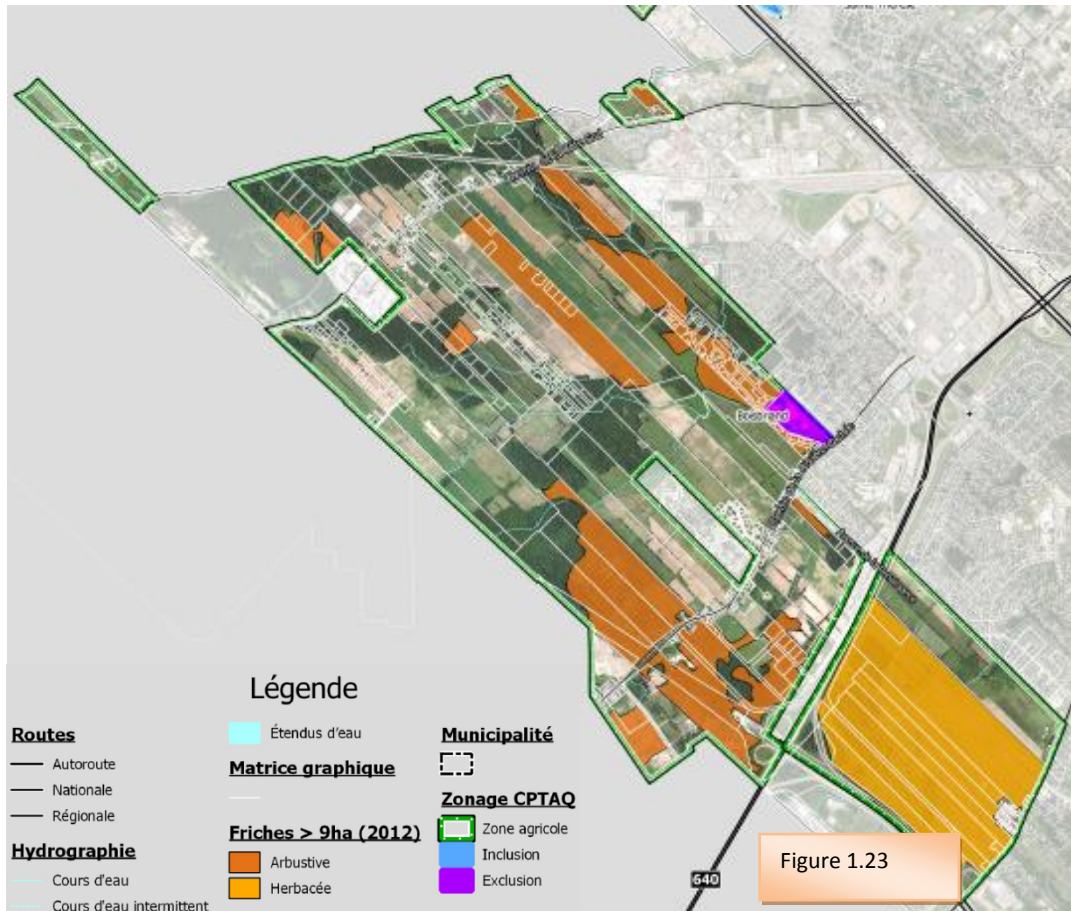 Boisbriand
Légende
Routes
Autoroute
Nationale
Régionale
Hydrographie
Cours d'eau
Cours d'eau intermittent
Étendus d'eau
Matrice graphique
Friches > 9ha (2012)
Arbustive
Herbacée
Municipalité
Zonage CPTAQ
Zone agricole
Inclusion
Exclusion
640
Figure 1.23